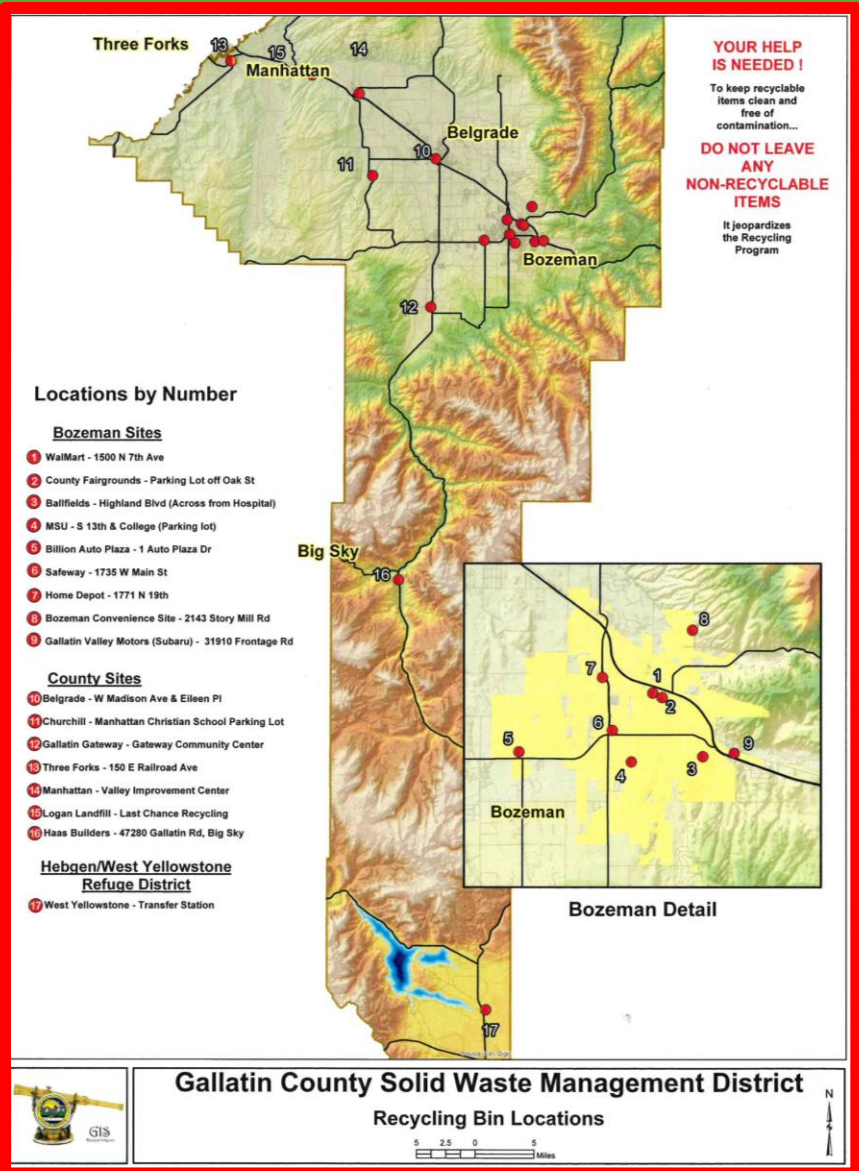 Three Forks
13
15
14
Manhattan
YOUR HELP
IS NEEDED !
To keep recyclable
items clean and
free of
contamination...
DO NOT LEAVE
ANY
NON-RECYCLABLE
ITEMS
It jeopardizes
the Recycling
Program
Belgrade
10
11
Bozeman
12
Locations by Number
Bozeman Sites
1 WalMart - 1500 N 7th Ave
2 County Fairgrounds - Parking Lot off Oak St
3 Ballfields - Highland Blvd (Across from Hospital)
4 MSU - S 13th & College (Parking lot)
5 Billion Auto Plaza - 1 Auto Plaza Dr
6 Safeway - 1735 W Main St
7 Home Depot - 1771 N 19th
8 Bozeman Convenience Site - 2143 Story Mill Rd
9 Gallatin Valley Motors (Subaru) - 31910 Frontage Rd
County Sites
10 Belgrade - W Madison Ave & Eileen Pl
11 Churchill - Manhattan Christian School Parking Lot
12 Gallatin Gateway - Gateway Community Center
13 Three Forks - 150 E Railroad Ave
14 Manhattan - Valley Improvement Center
15 Logan Landfill - Last Chance Recycling
16 Haas Builders - 47280 Gallatin Rd, Big Sky
Hebgen/West Yellowstone
Refuge District
17 West Yellowstone - Transfer Station
Big Sky
16
8
7
1
2
6
5
9
3
4
Bozeman
Bozeman Detail
17
Gallatin County Solid Waste Management District
Recycling Bin Locations
GIS
5 2.5 0 5
Miles
N